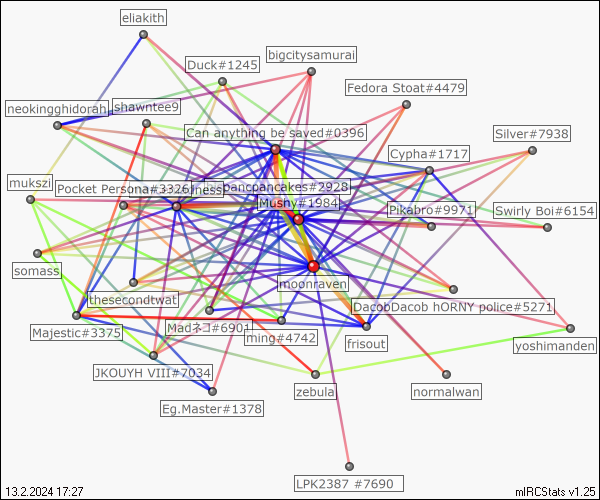 eliakith
bigcitysamurai
Duck#1245
Fedora Stoat#4479
neokingghidorah
shawntee9
Can anything be saved#0396
Silver#7938
Cypha#1717
mukszi
Pocket Persona#3326
iness
pancpancakes#2928
Mushy#1984
Pikabro#9971
Swirly Boi#6154
somass
moonraven
thesecondtwat
DacobDacob hORNY police#5271
Majestic#3375
Madネコ#6901
ming#4742
frisout
yoshimanden
JKOUYH VIII#7034
zebulai
normalwan
Eg.Master#1378
LPK2387 #7690
13.2.2024 17:27
mIRCStats v1.25